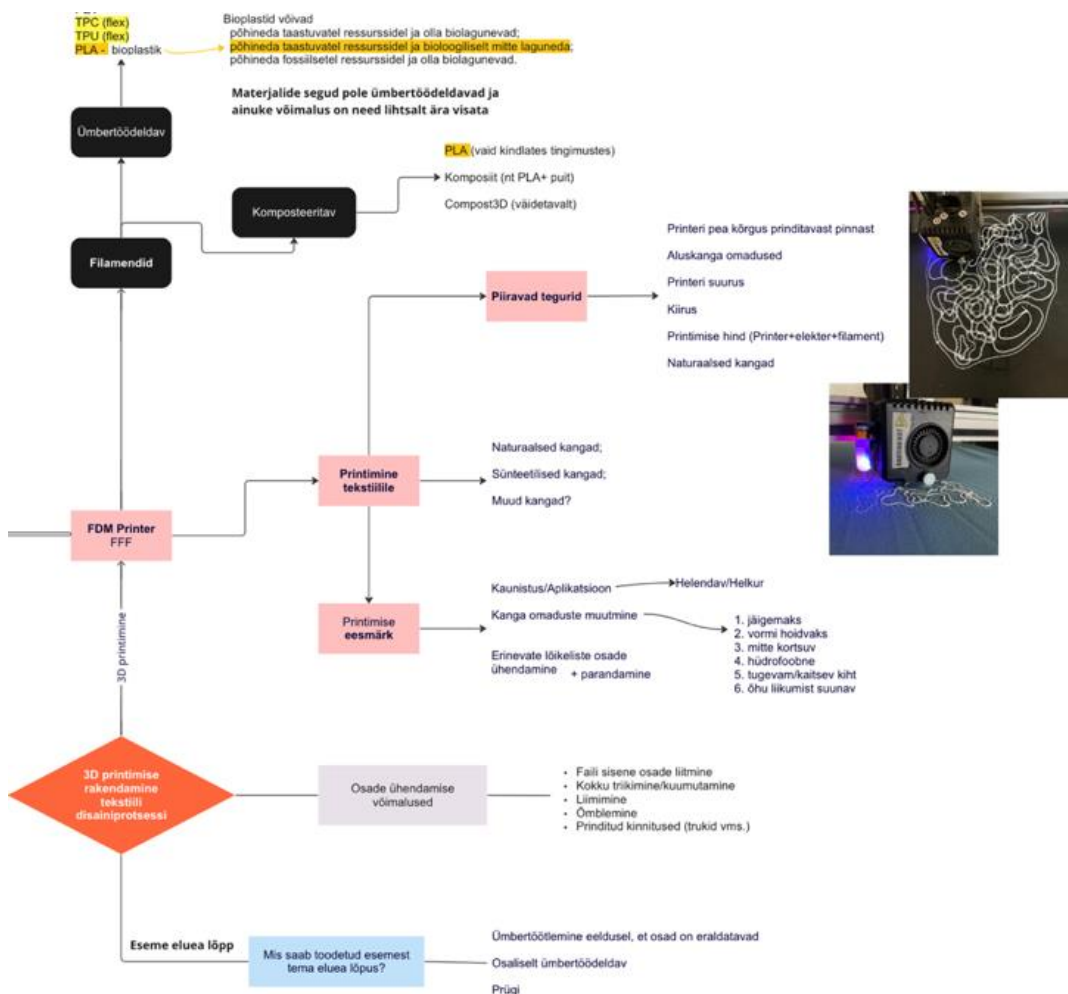 TPC (flex)
TPU (flex)
PLA - bioplastik
Bioplastid võivad
põhineda taastuvatel ressurssidel ja olla biolagunevad;
põhineda taastuvatel ressurssidel ja bioloogiliselt mitte laguneda;
põhineda fossiilsetel ressurssidel ja olla biolagunevad.
Materjalide segud pole ümbertöödeldavad ja
ainuke võimalus on need lihtsalt ära visata
Ümbertöödeldav
PLA (vaid kindlates tingimustes)
Komposiit (nt PLA+ puit)
Compost3D (väidetavalt)
Komposteeritav
Filamendid
Piiravad tegurid
Printeri pea kõrgus prinditavast pinnast
Aluskanga omadused
Printeri suurus
Kiirus
Printimise hind (Printer+elekter+filament)
Naturaalsed kangad
Printimine
tekstiilile
Naturaalsed kangad;
Sünteetilised kangad;
Muud kangad?
FDM Printer
FFF
Printimise
eesmärk
Kaunistus/Aplikatsioon
Helendav/Helkur
Kanga omaduste muutmine
1. jäigemaks
2. vormi hoidvaks
3. mitte kortsuv
4. hüdrofoobne
5. tugevam/kaitsev kiht
6. õhu liikumist suunav
Erinevate lõikeliste osade
ühendamine + parandamine
3D printimine
3D printimise
rakendamine
tekstiili
disainiprotsessi
Osade ühendamise
võimalused
• Faili sisene osade liitmine
• Kokku triikimine/kuumutamine
• Liimimine
• Õmblemine
• Prinditud kinnitused (trukid vms.)
Eseme eluea lõpp
Mis saab toodetud esemest
tema eluea lõpus?
Ümbertöötlemine eeldusel, et osad on eraldatavad
Osaliselt ümbertöödeldav
Prügi